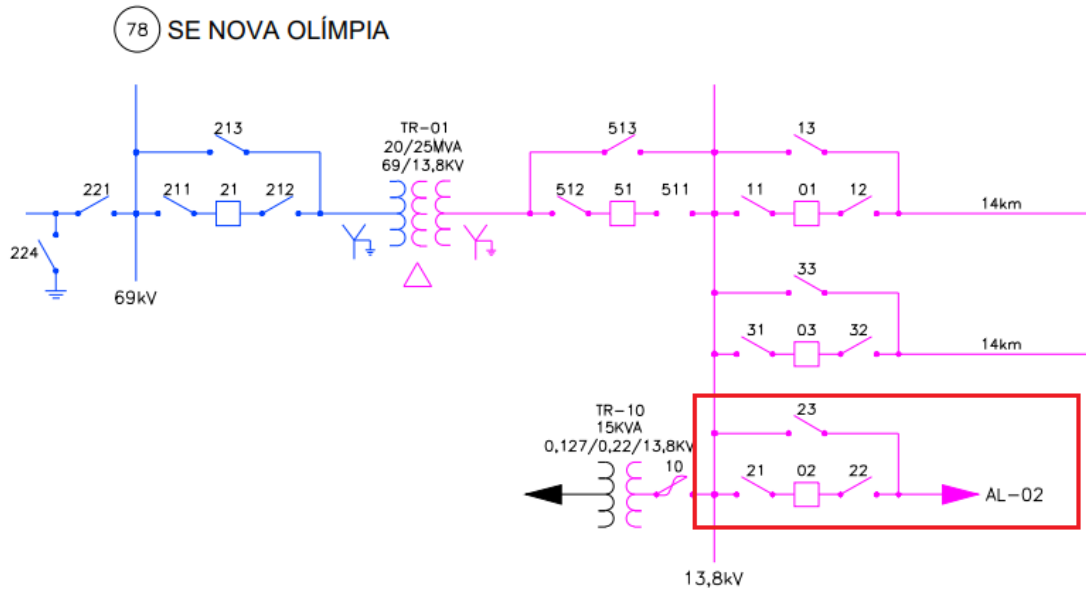 78 SE NOVA OLÍMPIA
213
TR-01
20/25MVA
69/13,8KV
513
13
221
211
21
212
512
51
511
11
01
12
14km
224
69kV
33
31
03
32
14km
TR-10
15KVA
0,127/0,22/13,8KV
10
23
21
02
22
AL-02
13,8kV